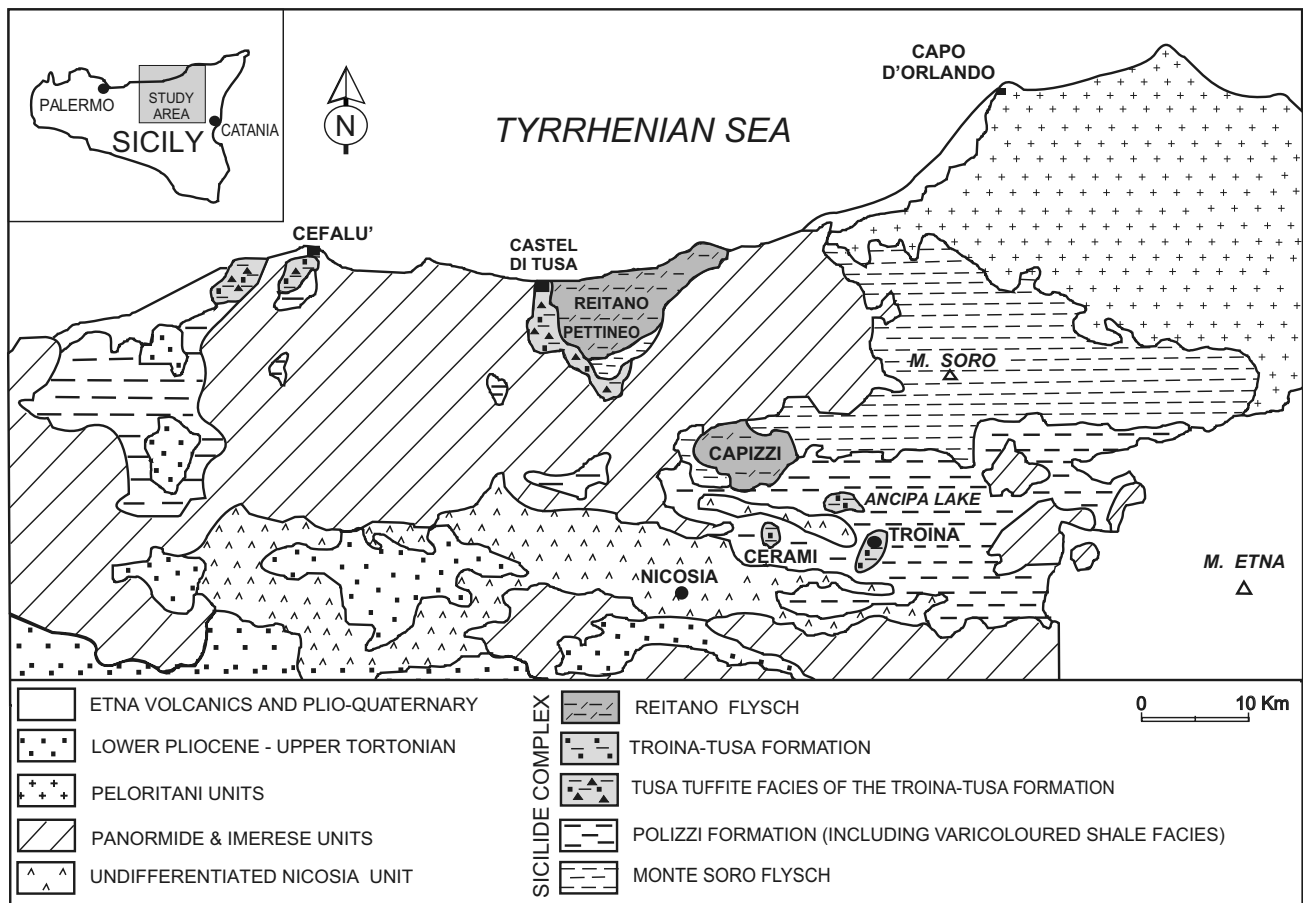 PALERMO
STUDY
AREA
SICILY
CATANIA
N
TYRRHENIAN SEA
CAPO
D'ORLANDO
CEFALU'
CASTEL
DI TUSA
REITANO
PETTINEO
M. SORO
CAPIZZI
ANCIPA LAKE
TROINA
CERAMI
NICOSIA
M. ETNA
ETNA VOLCANICS AND PLIO-QUATERNARY
LOWER PLIOCENE - UPPER TORTONIAN
PELORITANI UNITS
PANORMIDE & IMERESE UNITS
UNDIFFERENTIATED NICOSIA UNIT
SICILIDE COMPLEX
REITANO FLYSCH
TROINA-TUSA FORMATION
TUSA TUFFITE FACIES OF THE TROINA-TUSA FORMATION
POLIZZI FORMATION (INCLUDING VARICOLOURED SHALE FACIES)
MONTE SORO FLYSCH
0 10 Km